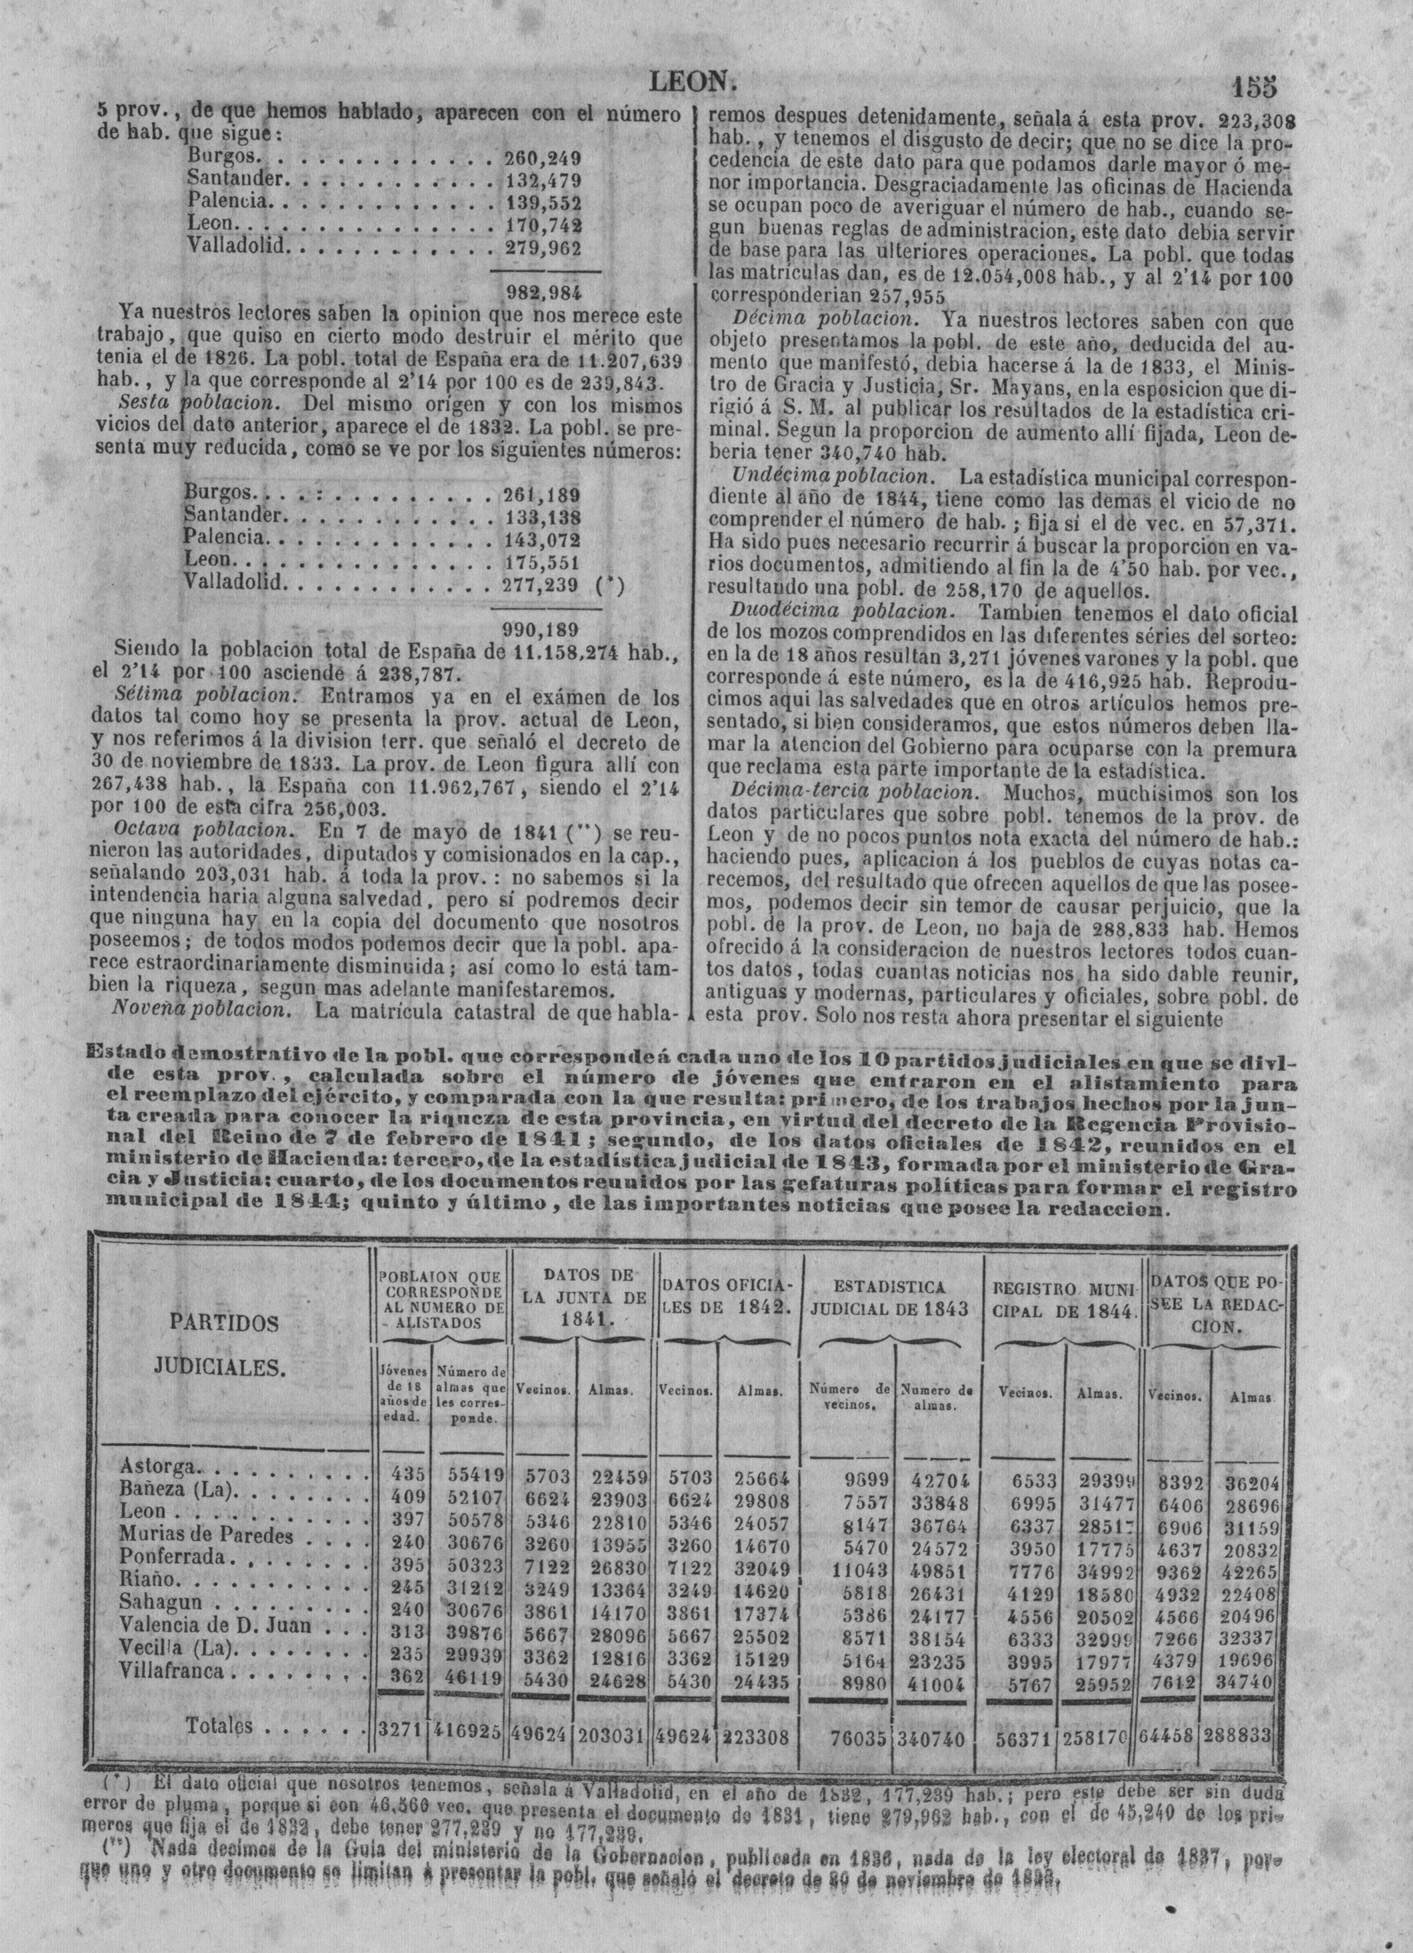 LEON.
155
5 prov., de que hemos hablado, aparecen con el número
de hab. que sigue:
Burgos. . . . . . . . . . . . . . 260,249
Santander. . . . . . . . . . . . . 132,479
Palencia. . . . . . . . . . . . . . 139,552
Leon. . . . . . . . . . . . . . . . 170,742
Valladolid. . . . . . . . . . . . . 279,962
982,984
Ya nuestros lectores saben la opinion que nos merece este
trabajo, que quiso en cierto modo destruir el mérito que
tenia el de 1826. La pobl. total de España era de 11.207,639
hab., y la que corresponde al 2'14 por 100 es de 239,843.
Sesta poblacion. Del mismo orígen y con los mismos
vicios del dato anterior, aparece el de 1832. La pobl. se pre-
senta muy reducida, como se ve por los siguientes números:
Burgos. . . . : . . . . . . . . . . 261,189
Santander. . . . . . . . . . . . . 133,138
Palencia. . . . . . . . . . . . . . 143,072
Leon. . . . . . . . . . . . . . . . 175,551
Valladolid. . . . . . . . . . . . . 277,239 (*)
990,189
Siendo la poblacion total de España de 11.158,274 hab.,
el 2'14 por 100 asciende á 238,787.
Sétima poblacion. Entramos ya en el exámen de los
datos tal como hoy se presenta la prov. actual de Leon,
y nos referimos á la division terr. que señaló el decreto de
30 de noviembre de 1833. La prov. de Leon figura allí con
267,438 hab., la España con 11.962,767, siendo el 2'14
por 100 de esta cifra 256,003.
Octava poblacion. En 7 de mayo de 1841 (**) se reu-
nieron las autoridades, diputados y comisionados en la cap.,
señalando 203,031 hab. á toda la prov.: no sabemos si la
intendencia haria alguna salvedad, pero sí podremos decir
que ninguna hay en la copia del documento que nosotros
poseemos; de todos modos podemos decir que la pobl. apa-
rece estraordinariamente disminuida; así como lo está tam-
bien la riqueza, segun mas adelante manifestaremos.
Novena poblacion. La matrícula catastral de que habla-
remos despues detenidamente, señala á esta prov. 223,308
hab., y tenemos el disgusto de decir; que no se dice la pro-
cedencia de este dato para que podamos darle mayor ó me-
nor importancia. Desgraciadamente las oficinas de Hacienda
se ocupan poco de averiguar el número de hab., cuando se-
gun buenas reglas de administracion, este dato debia servir
de base para las ulteriores operaciones. La pobl. que todas
las matrículas dan, es de 12.054,008 hab., y al 2'14 por 100
corresponderian 257,955
Décima poblacion. Ya nuestros lectores saben con que
objeto presentamos la pobl. de este año, deducida del au-
mento que manifestó, debia hacerse á la de 1833, el Minis-
tro de Gracia y Justicia, Sr. Mayans, en la esposicion que di-
rigió á S. M. al publicar los resultados de la estadística cri-
minal. Segun la proporcion de aumento allí fijada, Leon de-
beria tener 340,740 hab.
Undécima poblacion. La estadística municipal correspon-
diente al año de 1844, tiene como las demas el vicio de no
comprender el número de hab.; fija sí el de vec. en 57,371.
Ha sido pues necesario recurrir á buscar la proporcion en va-
rios documentos, admitiendo al fin la de 4'50 hab. por vec.,
resultando una pobl. de 258,170 de aquellos.
Duodécima poblacion. Tambien tenemos el dato oficial
de los mozos comprendidos en las diferentes séries del sorteo:
en la de 18 años resultan 3,271 jóvenes varones y la pobl. que
corresponde á este número, es la de 416,925 hab. Reprodu-
cimos aqui las salvedades que en otros artículos hemos pre-
sentado, si bien consideramos, que estos números deben lla-
mar la atencion del Gobierno para ocuparse con la premura
que reclama esta parte importante de la estadística.
Décima-tercia poblacion. Muchos, muchísimos son los
datos particulares que sobre pobl. tenemos de la prov. de
Leon y de no pocos puntos nota exacta del número de hab.:
haciendo pues, aplicacion á los pueblos de cuyas notas ca-
recemos, del resultado que ofrecen aquellos de que las posee-
mos, podemos decir sin temor de causar perjuicio, que la
pobl. de la prov. de Leon, no baja de 288,833 hab. Hemos
ofrecido á la consideracion de nuestros lectores todos cuan-
tos datos, todas cuantas noticias nos ha sido dable reunir,
antiguas y modernas, particulares y oficiales, sobre pobl. de
esta prov. Solo nos resta ahora presentar el siguiente
Estado demostrativo de la pobl. que corresponde á cada uno de los 10 partidos judiciales en que se divi-
de esta prov., calculada sobre el número de jóvenes que entraron en el alistamiento para
el reemplazo del ejército, y comparada con la que resulta: primero, de los trabajos hechos por la jun-
ta creada para conocer la riqueza de esta provincia, en virtud del decreto de la Regencia Provisio-
nal del Reino de 7 de febrero de 1841; segundo, de los datos oficiales de 1842, reunidos en el
ministerio de Hacienda: tercero, de la estadística judicial de 1843, formada por el ministerio de Gra-
cia y Justicia: cuarto, de los documentos reunidos por las gefaturas políticas para formar el registro
municipal de 1844; quinto y último, de las importantes noticias que posee la redaccion.
PARTIDOS JUDICIALES. | POBLAION QUE CORRESPONDE AL NUMERO DE ALISTADOS | DATOS DE LA JUNTA DE 1841. | DATOS OFICIA-LES DE 1842. | ESTADISTICA JUDICIAL DE 1843 | REGISTRO MUNI CIPAL DE 1844. | DATOS QUE PO-SEE LA REDAC-CION.
Jóvenes de 18 años de edad. | Número de almas que les corres-ponde. | Vecinos. | Almas. | Vecinos. | Almas. | Número de vecinos. | Numero de almas. | Vecinos. | Almas. | Vecinos. | Almas
Astorga. . . . . . . . . . 435 55419 5703 22459 5703 25664 9699 42704 6533 29399 8392 36204
Bañeza (La). . . . . . . . 409 52107 6624 23903 6624 29808 7557 33848 6995 31477 6406 28696
Leon . . . . . . . . . . . 397 50578 5346 22810 5346 24057 8147 36764 6337 28517 6906 31159
Murias de Paredes . . . . 240 30676 3260 13955 3260 14670 5470 24572 3950 17775 4637 20832
Ponferrada. . . . . . . . 395 50323 7122 26830 7122 32049 11043 49851 7776 34992 9362 42265
Riaño. . . . . . . . . . . 245 31212 3249 13364 3249 14620 5818 26431 4129 18580 4932 22408
Sahagun . . . . . . . . . 240 30676 3861 14170 3861 17374 5386 24177 4556 20502 4566 20496
Valencia de D. Juan . . . 313 39876 5667 28096 5667 25502 8571 38154 6333 32999 7266 32337
Vecilla (La). . . . . . . . 235 29939 3362 12816 3362 15129 5164 23235 3995 17977 4379 19696
Villafranca . . . . . . . . 362 46119 5430 24628 5430 24435 8980 41004 5767 25952 7612 34740
Totales . . . . . . 3271 416925 49624 203031 49624 223308 76035 340740 56371 258170 64458 288833
(*) El dato oficial que nosotros tenemos, señala á Valladolid, en el año de 1832, 177,239 hab.; pero este debe ser sin duda
error de pluma, porque si con 46,560 vec. que presenta el documento de 1831, tiene 279,962 hab., con el de 45,240 de los pri-
meros que fija el de 1832, debe tener 277,239 y no 177,239.
(**) Nada decimos de la Guia del ministerio de la Gobernacion, publicada en 1836, nada de la ley electoral de 1837, por-
que uno y otro documento se limitan á presentar la pobl. que señaló el decreto de 30 de noviembre de 1833.